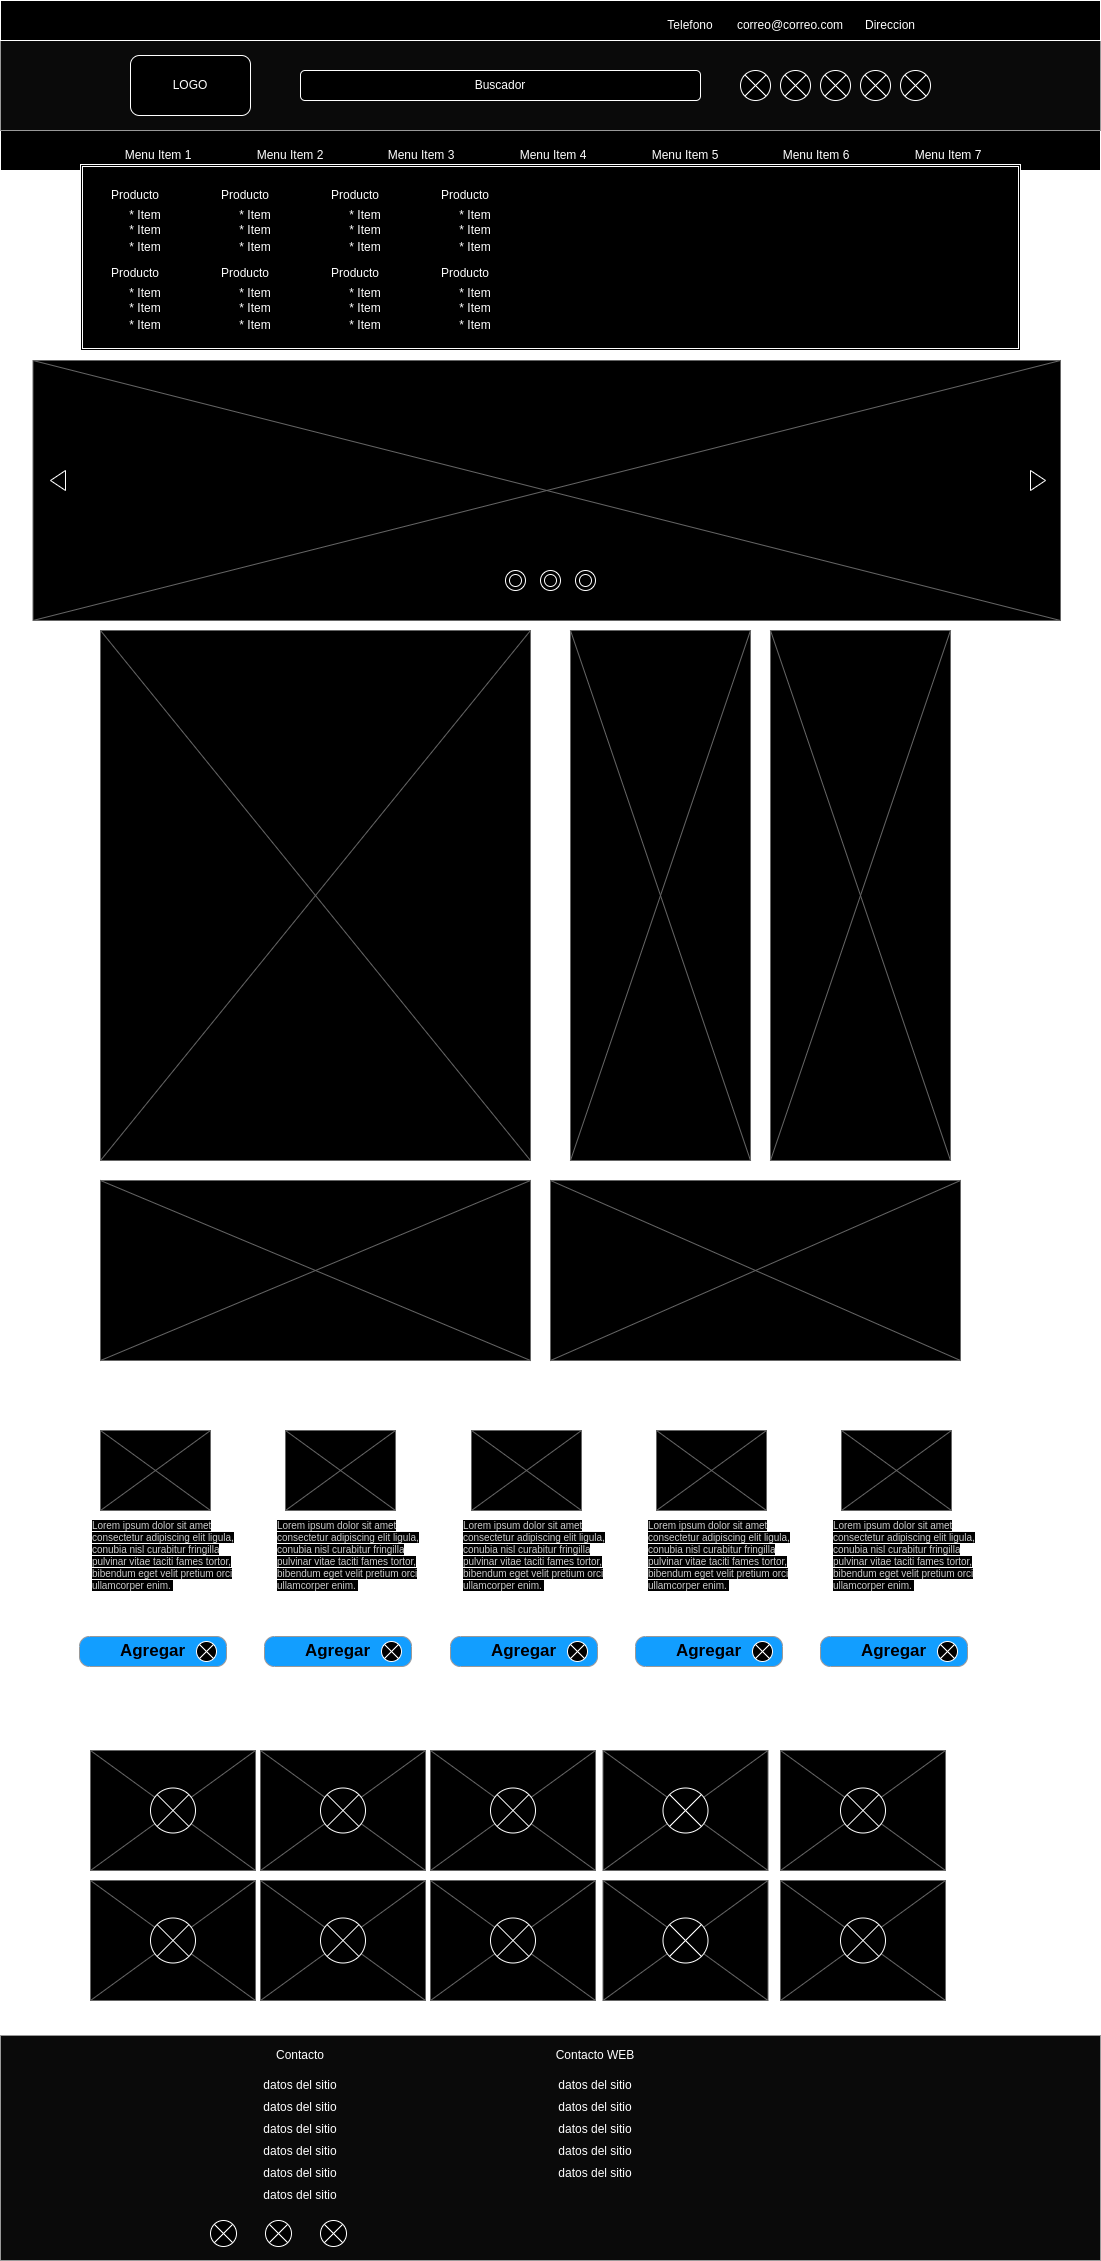 Telefono correo@correo.com Direccion
LOGO Buscador
Menu Item 1 Menu Item 2 Menu Item 3 Menu Item 4 Menu Item 5 Menu Item 6 Menu Item 7
Producto Producto Producto Producto
* Item * Item * Item * Item
* Item * Item * Item * Item
* Item * Item * Item * Item
Producto Producto Producto Producto
* Item * Item * Item * Item
* Item * Item * Item * Item
* Item * Item * Item * Item
Lorem ipsum dolor sit amet
consectetur adipiscing elit ligula,
conubia nisl curabitur fringilla
pulvinar vitae taciti fames tortor,
bibendum eget velit pretium orci
ullamcorper enim.
Lorem ipsum dolor sit amet
consectetur adipiscing elit ligula,
conubia nisl curabitur fringilla
pulvinar vitae taciti fames tortor,
bibendum eget velit pretium orci
ullamcorper enim.
Lorem ipsum dolor sit amet
consectetur adipiscing elit ligula,
conubia nisl curabitur fringilla
pulvinar vitae taciti fames tortor,
bibendum eget velit pretium orci
ullamcorper enim.
Lorem ipsum dolor sit amet
consectetur adipiscing elit ligula,
conubia nisl curabitur fringilla
pulvinar vitae taciti fames tortor,
bibendum eget velit pretium orci
ullamcorper enim.
Lorem ipsum dolor sit amet
consectetur adipiscing elit ligula,
conubia nisl curabitur fringilla
pulvinar vitae taciti fames tortor,
bibendum eget velit pretium orci
ullamcorper enim.
Agregar Agregar Agregar Agregar Agregar
Contacto
datos del sitio
datos del sitio
datos del sitio
datos del sitio
datos del sitio
datos del sitio
Contacto WEB
datos del sitio
datos del sitio
datos del sitio
datos del sitio
datos del sitio